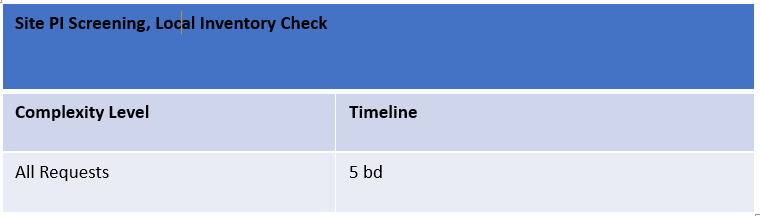 Site PI Screening, Local Inventory Check
Complexity Level
Timeline
All Requests
5 bd